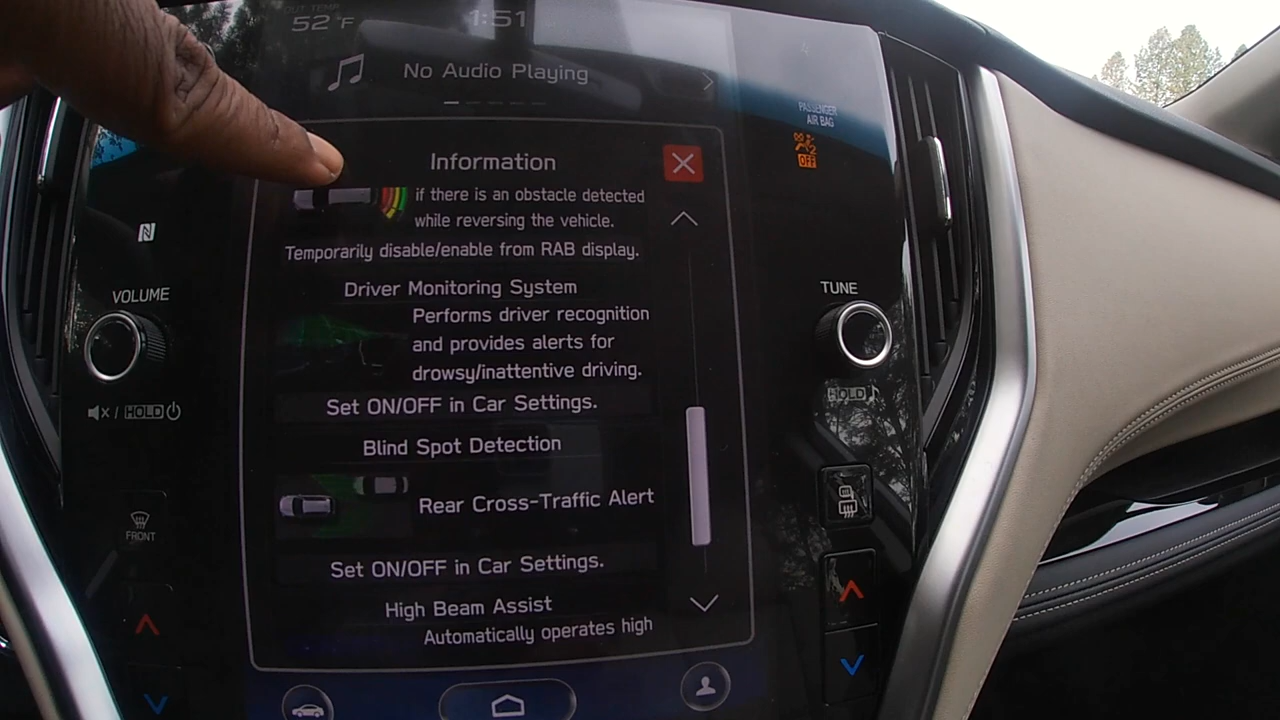 OUT TEMP
52 °F
1:51
No Audio Playing
PASSENGER
AIR BAG
2
OFF
Information
if there is an obstacle detected
while reversing the vehicle.
Temporarily disable/enable from RAB display.
Driver Monitoring System
Performs driver recognition
and provides alerts for
drowsy/inattentive driving.
Set ON/OFF in Car Settings.
Blind Spot Detection
Rear Cross-Traffic Alert
Set ON/OFF in Car Settings.
High Beam Assist
Automatically operates high
VOLUME
/ HOLD
FRONT
TUNE
HOLD